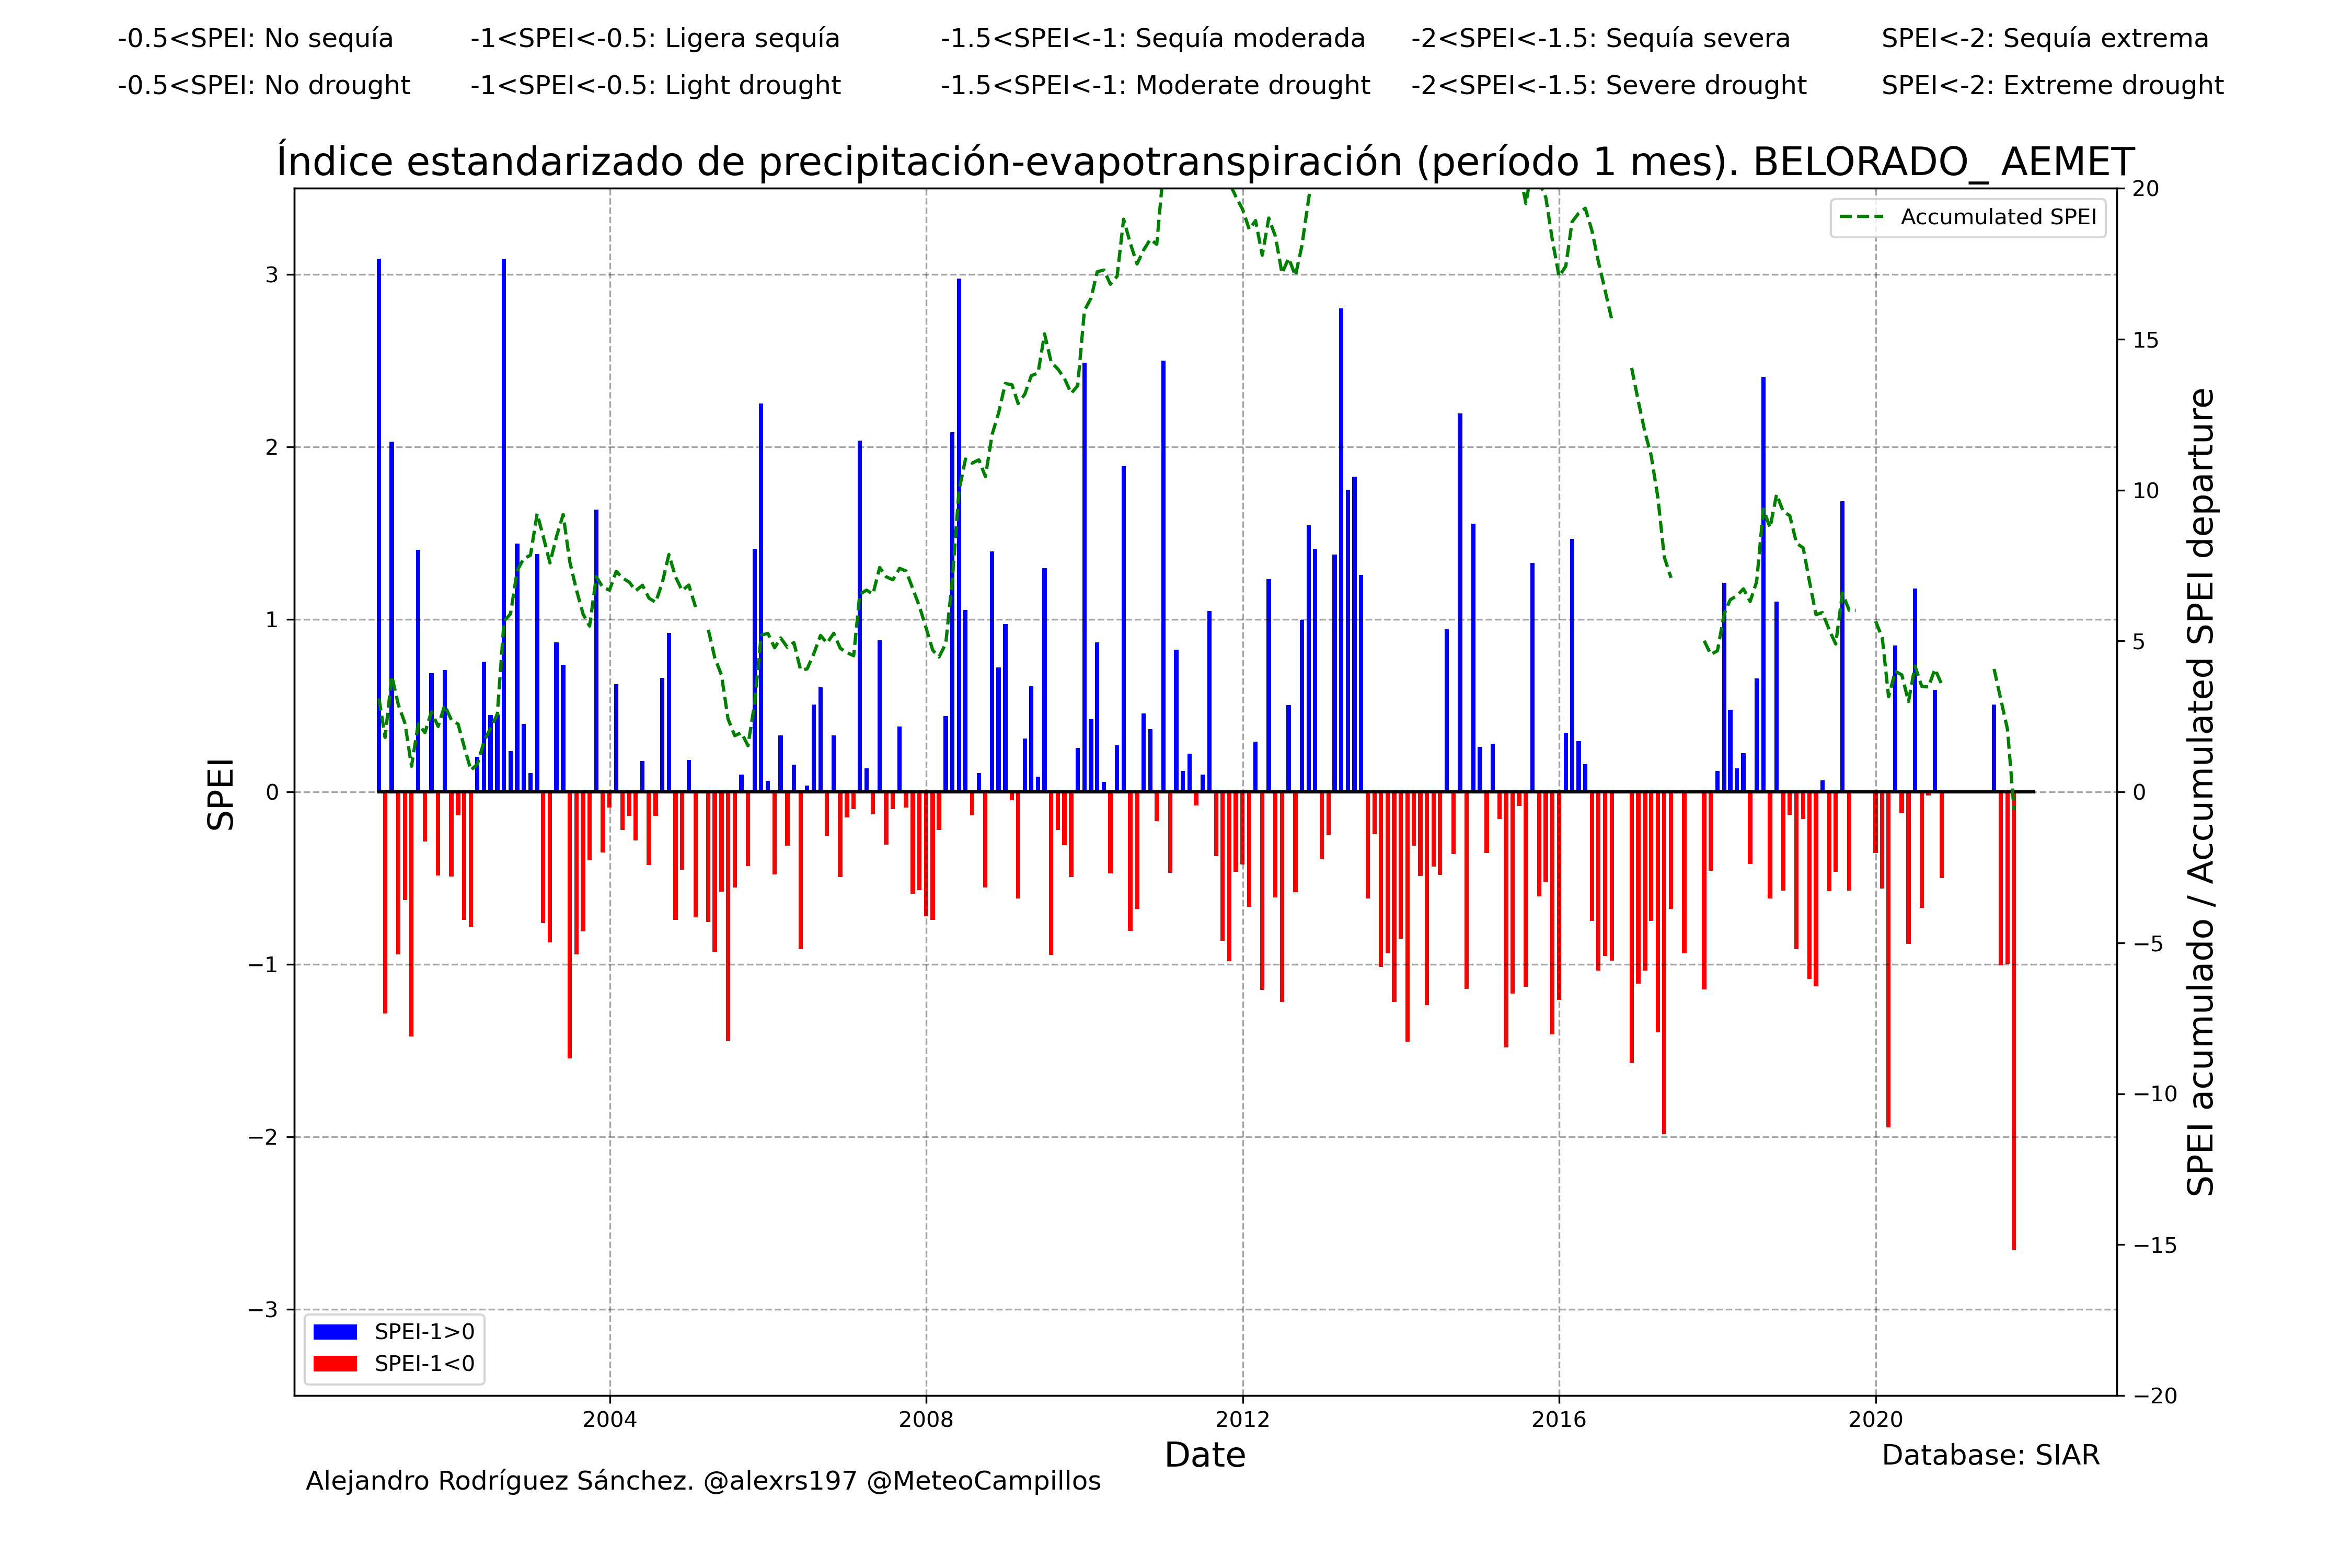 -0.5<SPEI: No sequía -1<SPEI<-0.5: Ligera sequía -1.5<SPEI<-1: Sequía moderada -2<SPEI<-1.5: Sequía severa SPEI<-2: Sequía extrema
-0.5<SPEI: No drought -1<SPEI<-0.5: Light drought -1.5<SPEI<-1: Moderate drought -2<SPEI<-1.5: Severe drought SPEI<-2: Extreme drought
Índice estandarizado de precipitación-evapotranspiración (período 1 mes). BELORADO_ AEMET
Accumulated SPEI
SPEI
3
2
1
0
−1
−2
−3
20
15
10
5
0
−5
−10
−15
−20
SPEI acumulado / Accumulated SPEI departure
SPEI-1>0
SPEI-1<0
2004 2008 2012 2016 2020
Date
Database: SIAR
Alejandro Rodríguez Sánchez. @alexrs197 @MeteoCampillos